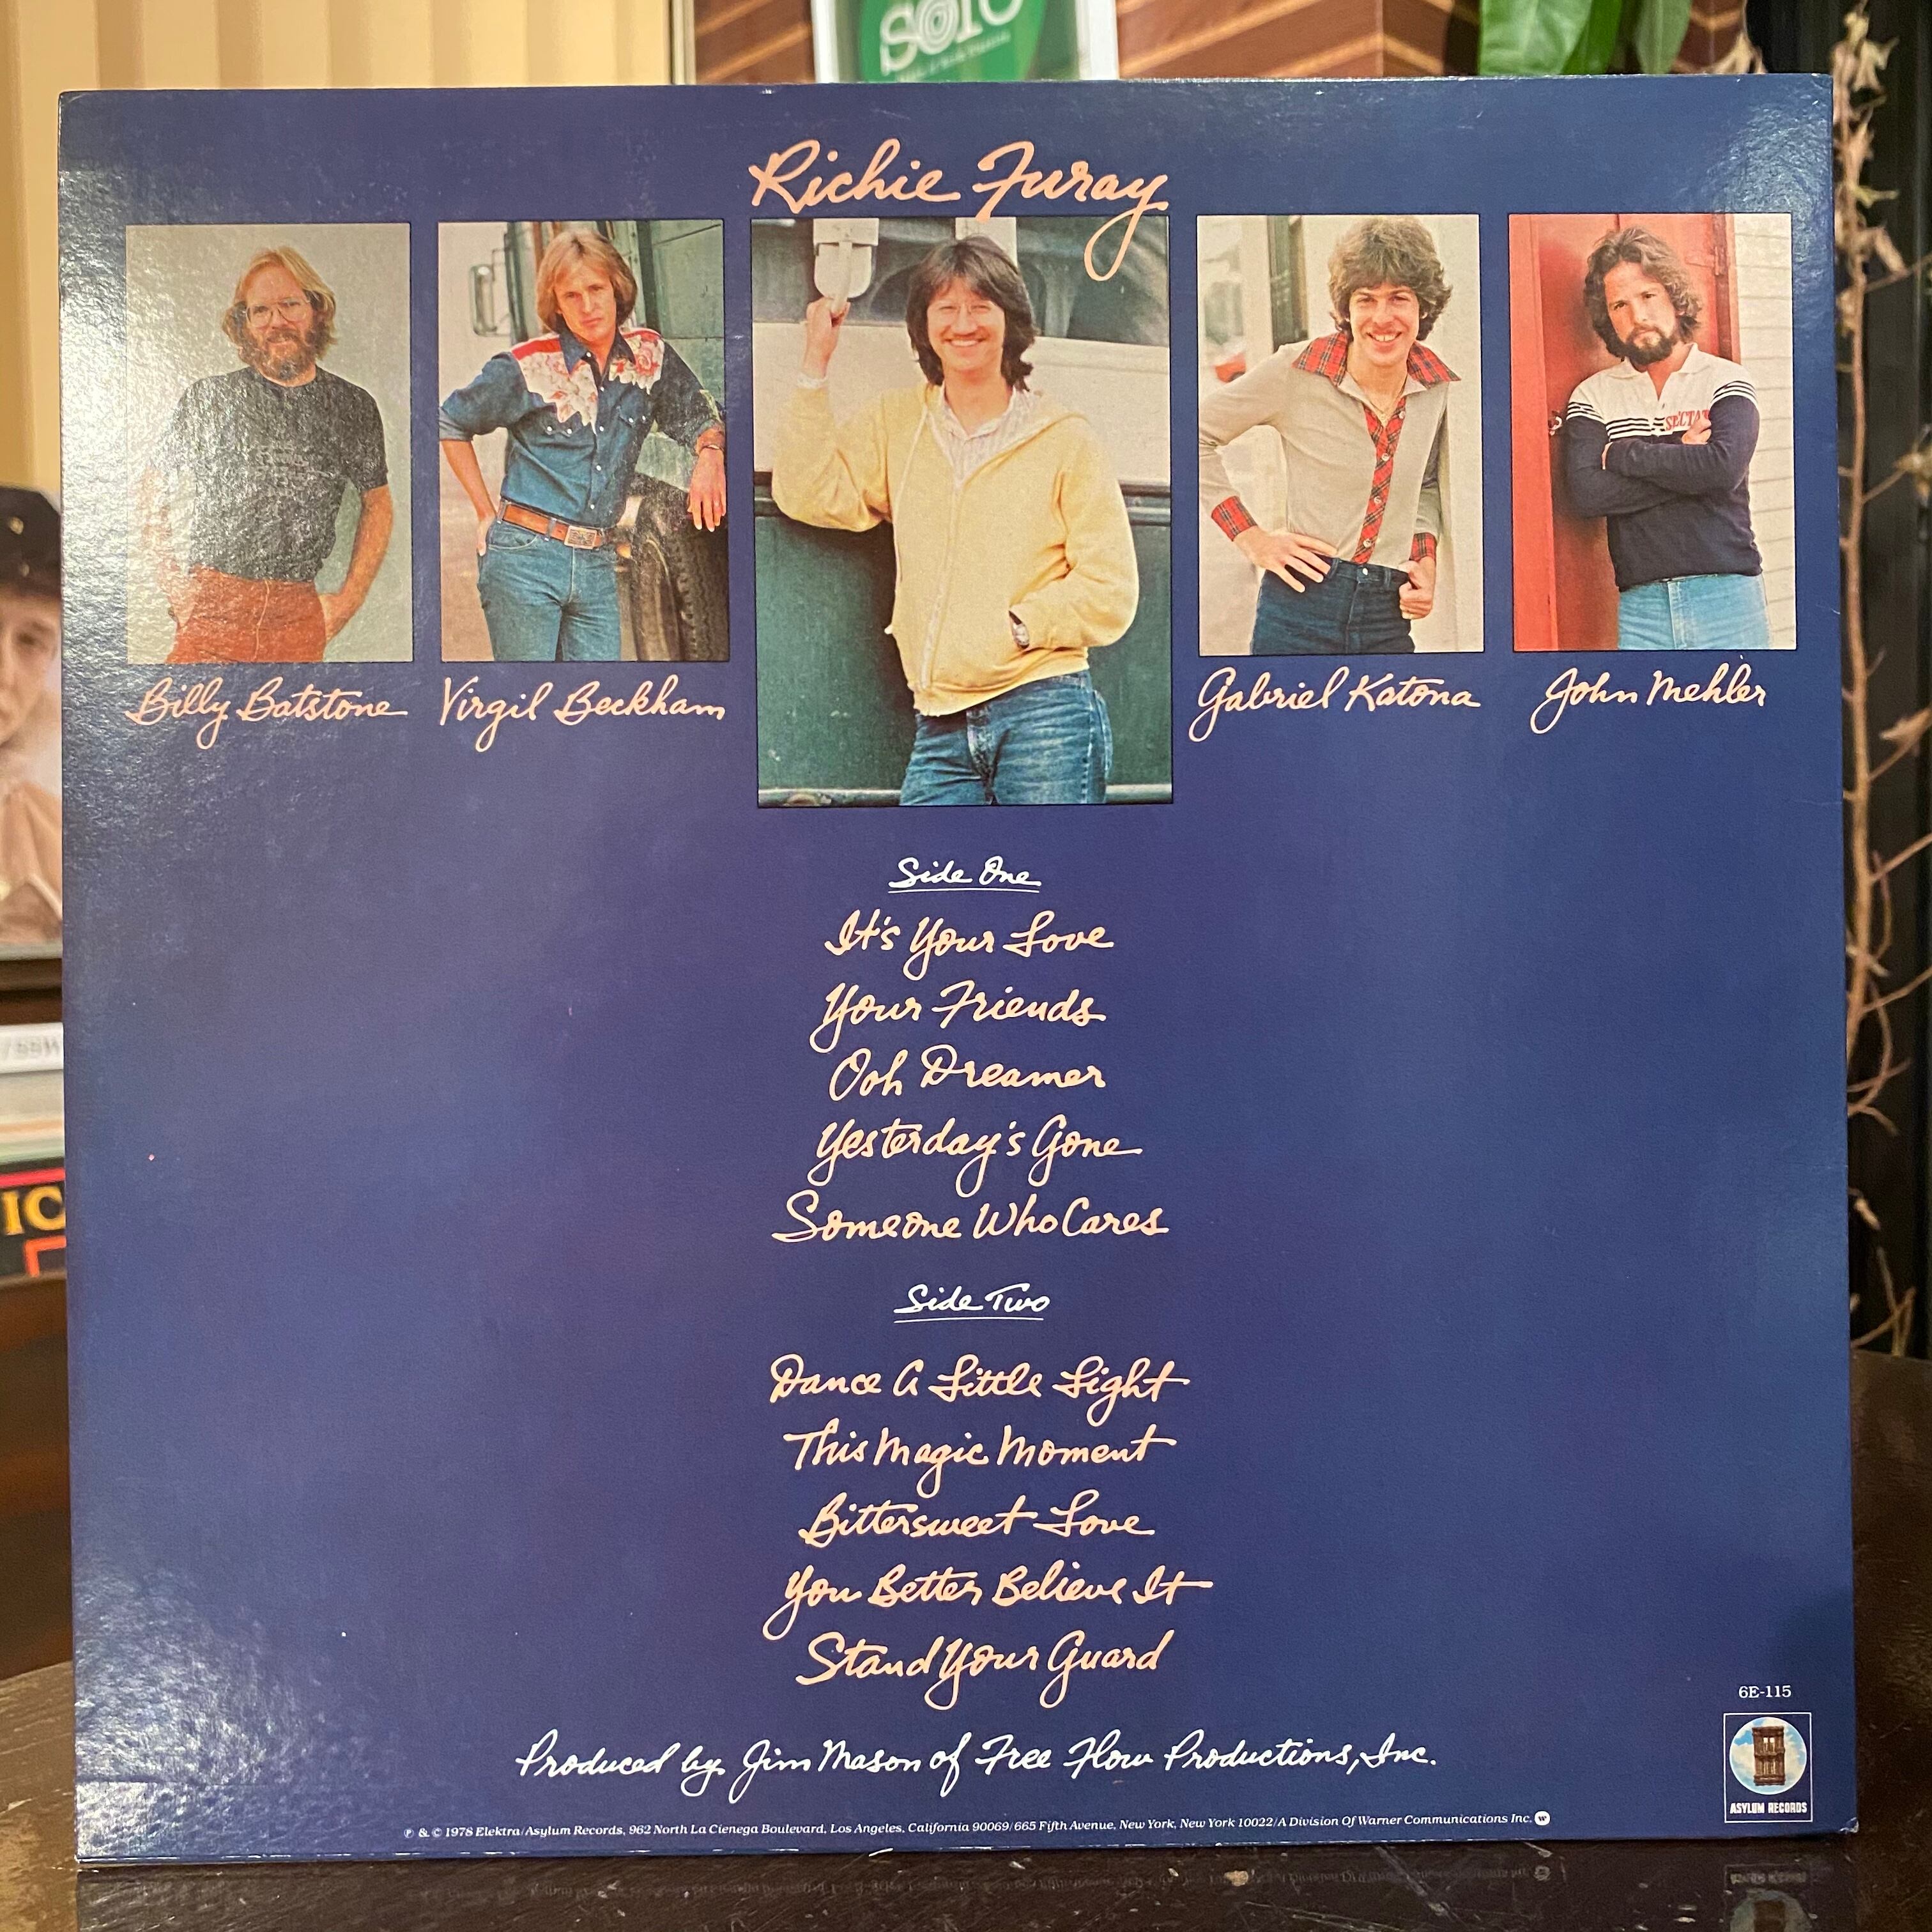 SOLO
Richie Furay
SPECTA
Billy Batstone
Virgil Beckham
Gabriel Katona
John Mehler
Side One
It's Your Love
Your Friends
Ooh Dreamer
Yesterday's Gone
Someone Who Cares
Side Two
Dance A Little Light
This Magic Moment
Bittersweet Love
You Better Believe It
Stand Your Guard
Produced by Jim Mason of Free Flow Productions, Inc.
6E-115
ASYLUM RECORDS
℗ & © 1978 Elektra/Asylum Records, 962 North La Cienega Boulevard, Los Angeles, California 90069/665 Fifth Avenue, New York, New York 10022/A Division Of Warner Communications Inc.
IC